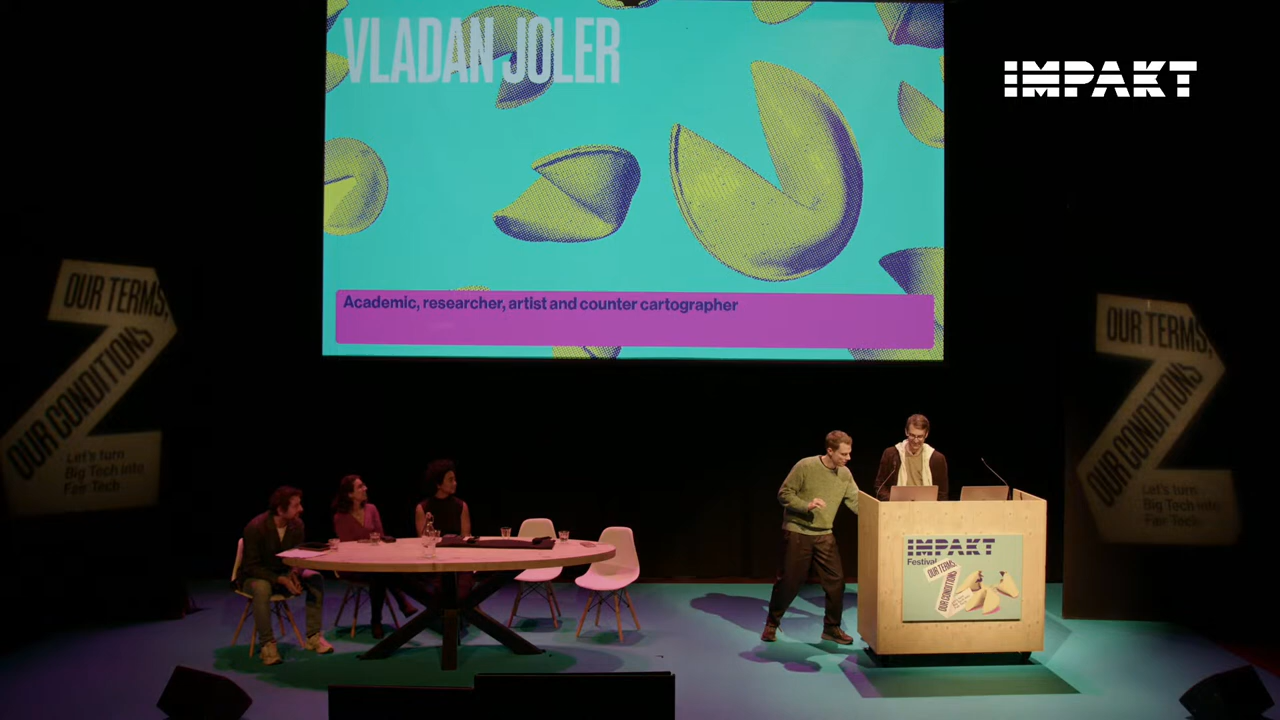 VLADAN JOLER
IMPAKT
Academic, researcher, artist and counter cartographer
OUR TERMS,
OUR CONDITIONS
Let's turn
Big Tech into
Fair Tech
OUR TERMS,
OUR CONDITIONS
Let's turn
Big Tech into
Fair Tech
IMPAKT
Festival
OUR TERMS,
OUR CONDITIONS